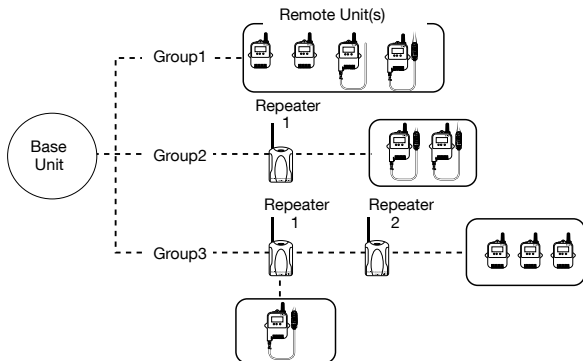 Remote Unit(s)
Group1
Repeater
1
Base
Unit
Group2
Repeater
1
Repeater
2
Group3